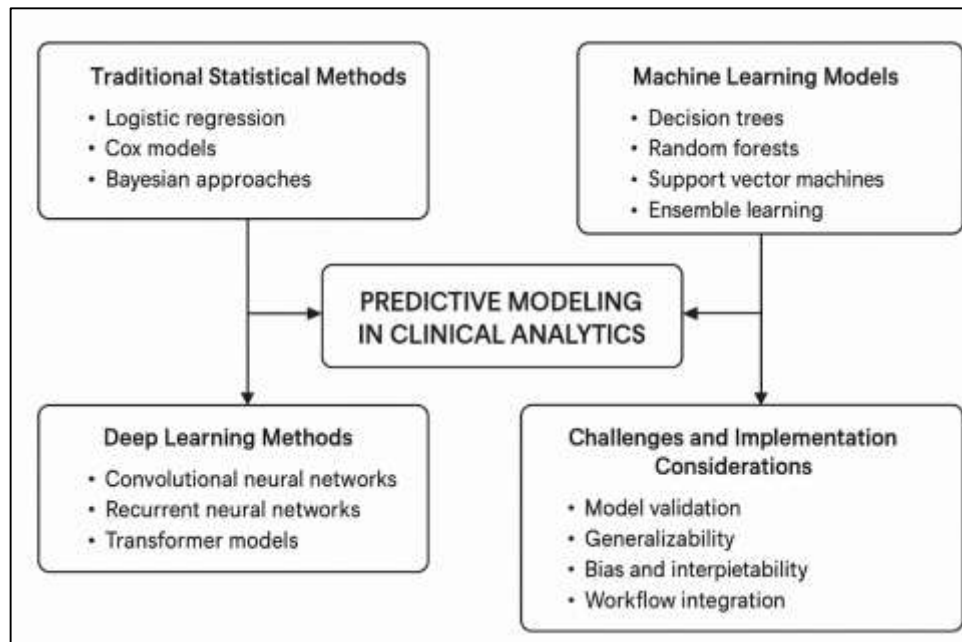 Traditional Statistical Methods
• Logistic regression
• Cox models
• Bayesian approaches
Machine Learning Models
• Decision trees
• Random forests
• Support vector machines
• Ensemble learning
PREDICTIVE MODELING
IN CLINICAL ANALYTICS
Deep Learning Methods
• Convolutional neural networks
• Recurrent neural networks
• Transformer models
Challenges and Implementation
Considerations
• Model validation
• Generalizability
• Bias and interpietability
• Workflow integration